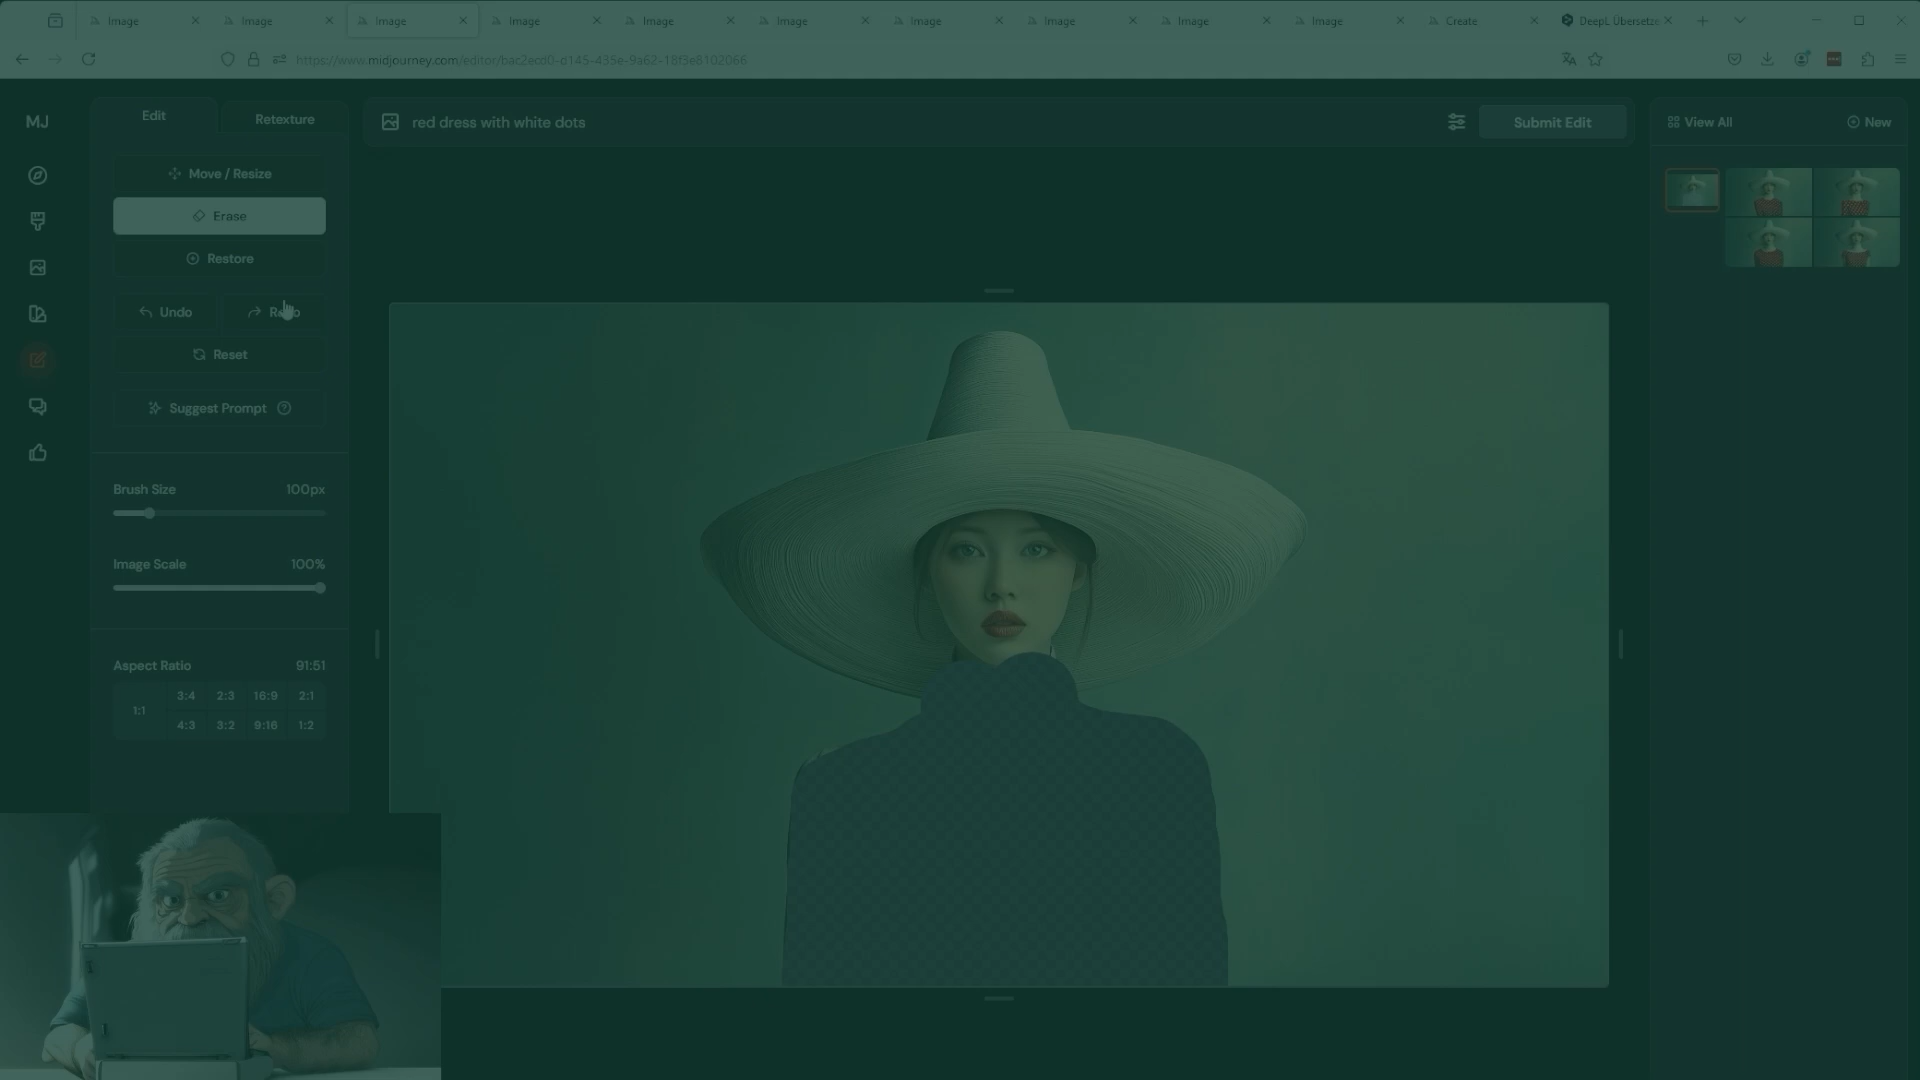 Image
Image
Image
Image
Image
Image
Image
Image
Image
Image
Create
DeepL Übersetze
https://www.midjourney.com/editor/bac2ecd0-d145-435e-9a62-18f3e8102066
MJ
Edit
Retexture
red dress with white dots
Submit Edit
View All
New
Move / Resize
Erase
Restore
Undo
Reset
Suggest Prompt
Brush Size 100px
Image Scale 100%
Aspect Ratio 91:51
1:1
3:4 2:3 16:9 2:1
4:3 3:2 9:16 1:2